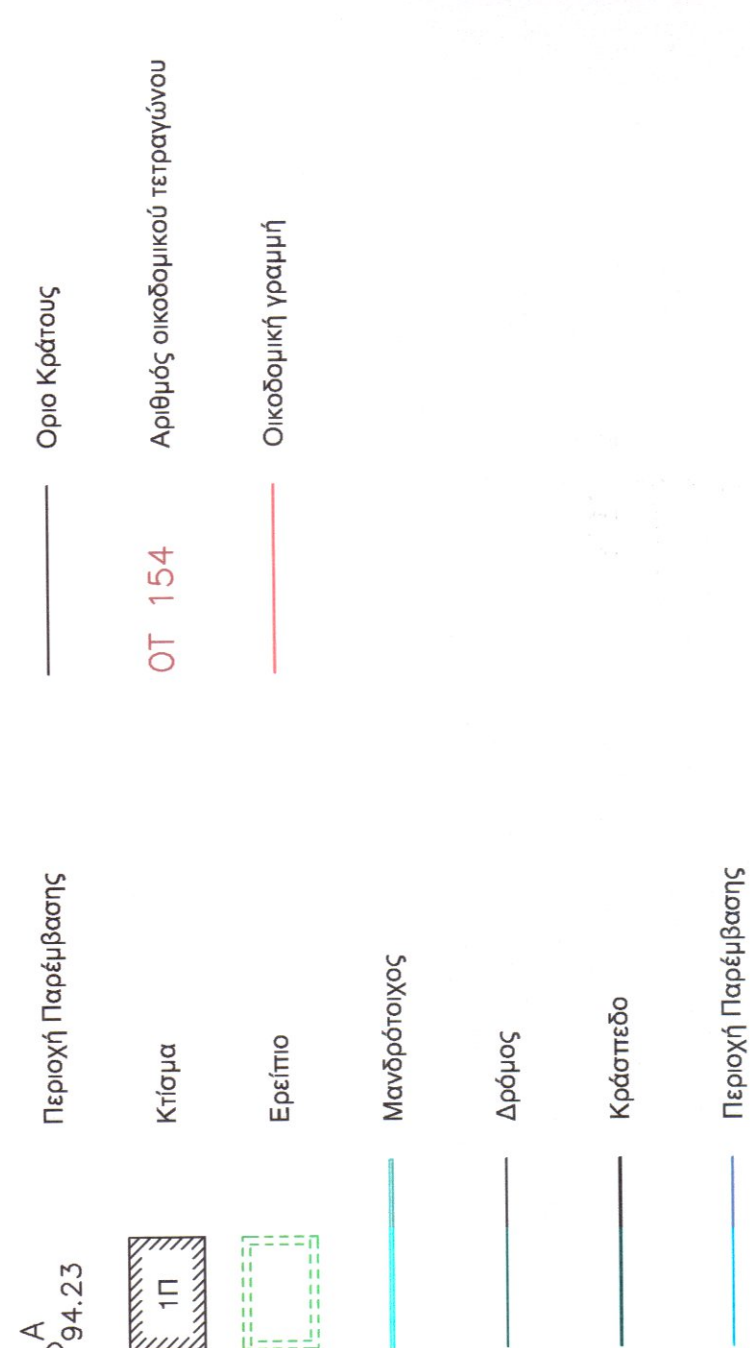 A
94.23 Περιοχή Παρέμβασης
1Π Κτίσμα
Ερείπιο
Μανδρότοιχος
Δρόμος
Κράσπεδο
Περιοχή Παρέμβασης
Οριο Κράτους
ΟΤ 154 Αριθμός οικοδομικού τετραγώνου
Οικοδομική γραμμή